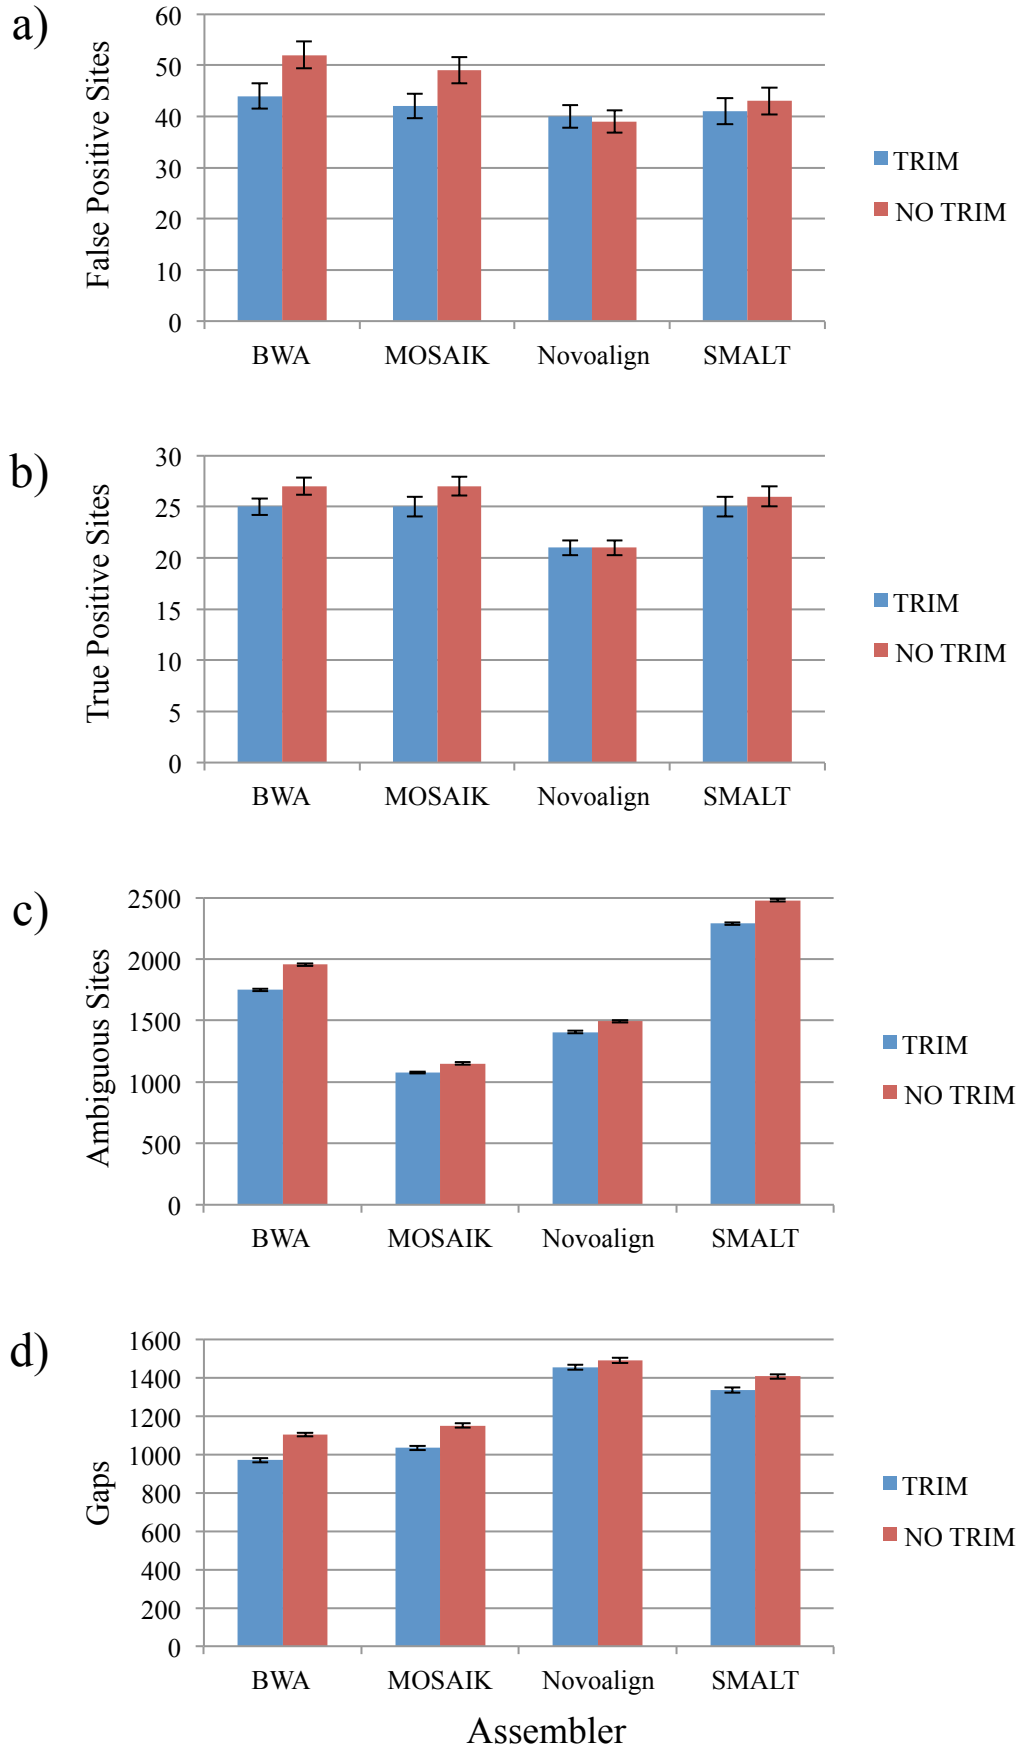 a)
False Positive Sites
60
50
40
30
20
10
0
BWA MOSAIK Novoalign SMALT
TRIM
NO TRIM
b)
True Positive Sites
30
25
20
15
10
5
0
BWA MOSAIK Novoalign SMALT
TRIM
NO TRIM
c)
Ambiguous Sites
2500
2000
1500
1000
500
0
BWA MOSAIK Novoalign SMALT
TRIM
NO TRIM
d)
Gaps
1600
1400
1200
1000
800
600
400
200
0
BWA MOSAIK Novoalign SMALT
TRIM
NO TRIM
Assembler